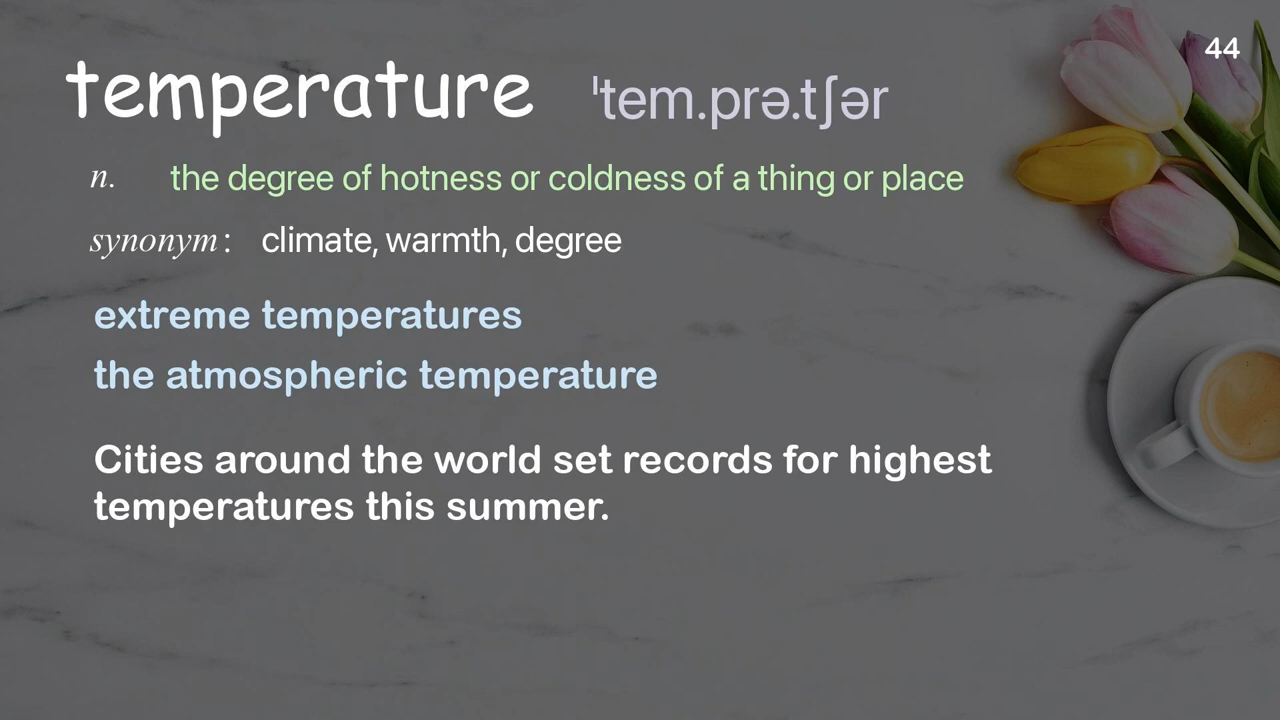 44
temperature ˈtem.prə.tʃər
n. the degree of hotness or coldness of a thing or place
synonym: climate, warmth, degree
extreme temperatures
the atmospheric temperature
Cities around the world set records for highest
temperatures this summer.